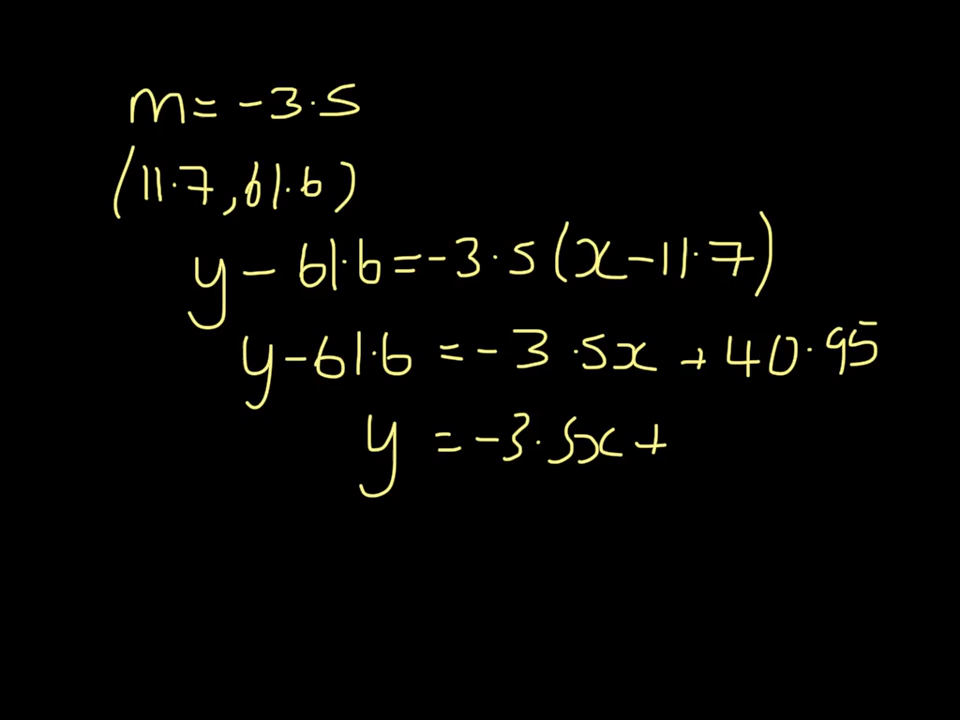 m = -3.5
(11.7, 61.6)
y - 61.6 = -3.5(x - 11.7)
y - 61.6 = -3.5x + 40.95
y = -3.5x +